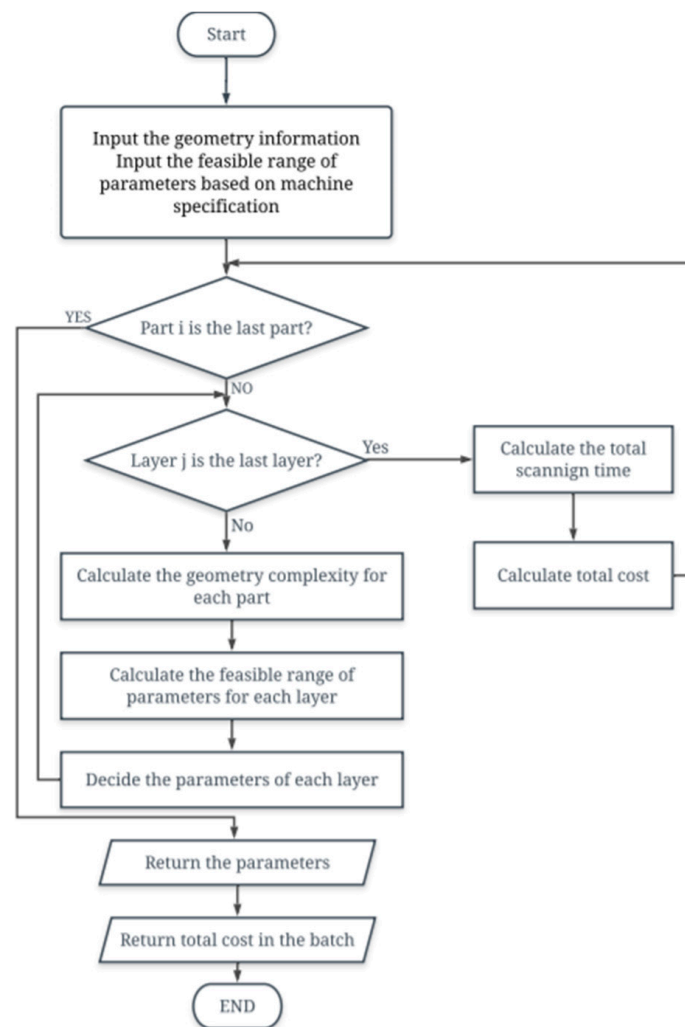 Start
Input the geometry information
Input the feasible range of
parameters based on machine
specification
YES
Part i is the last part?
NO
Layer j is the last layer?
Yes
Calculate the total
scannign time
No
Calculate the geometry complexity for
each part
Calculate total cost
Calculate the feasible range of
parameters for each layer
Decide the parameters of each layer
Return the parameters
Return total cost in the batch
END